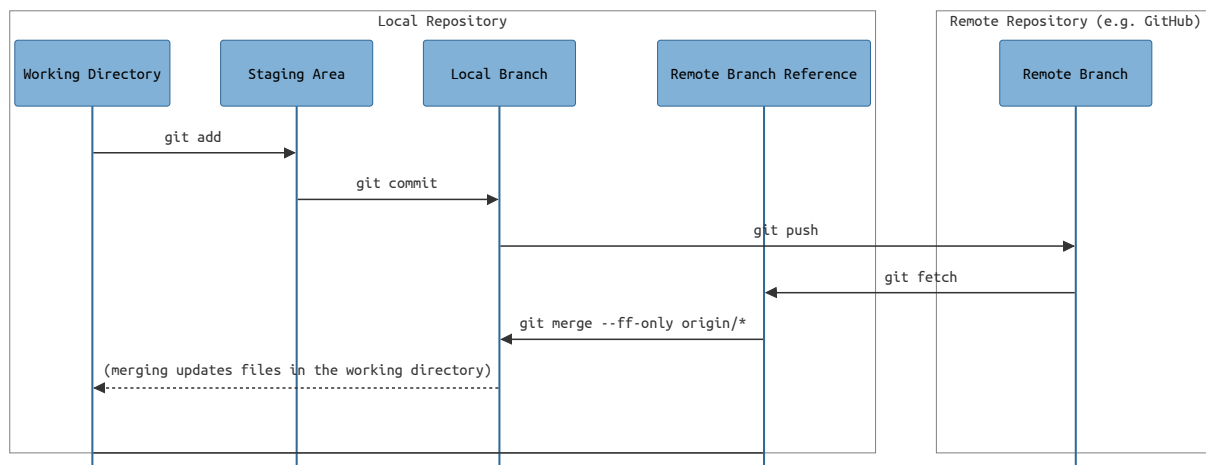 Local Repository
Remote Repository (e.g. GitHub)
Working Directory
Staging Area
Local Branch
Remote Branch Reference
Remote Branch
git add
git commit
git push
git fetch
git merge --ff-only origin/*
(merging updates files in the working directory)